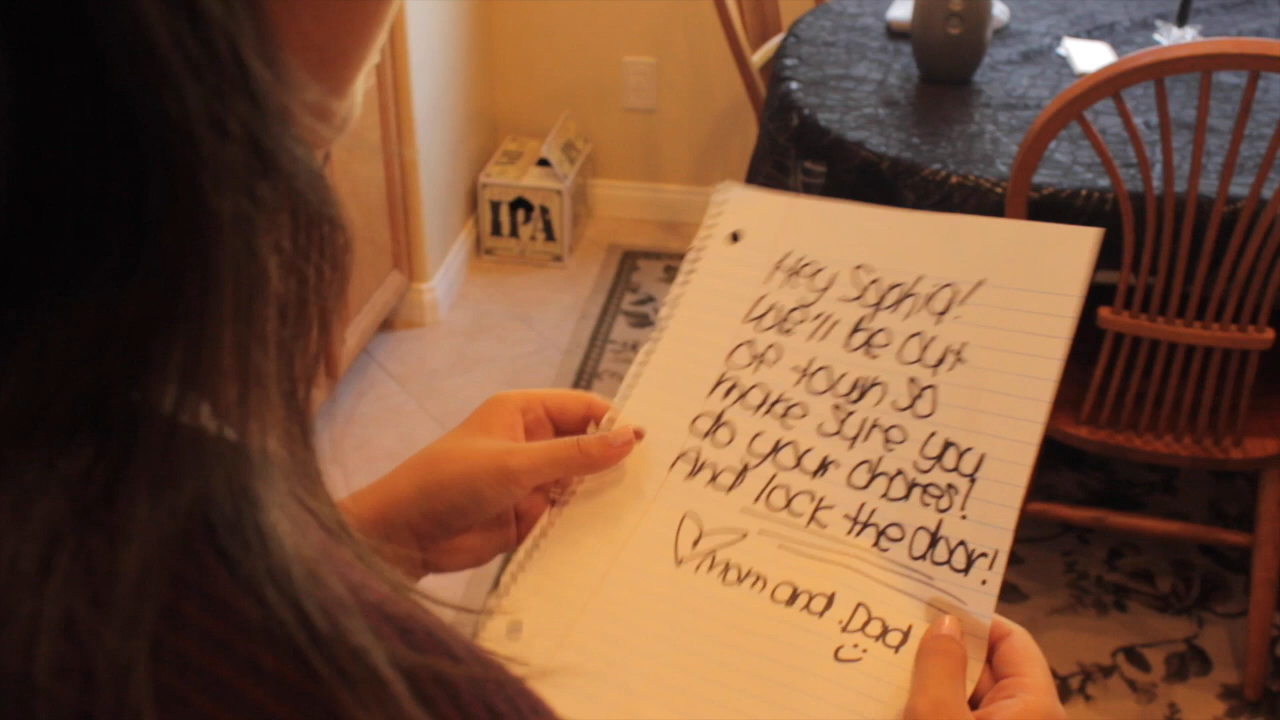 IPA
Hey Sophia!
We'll be out
of town so
make sure you
do your chores!
And lock the door!
Mom and Dad